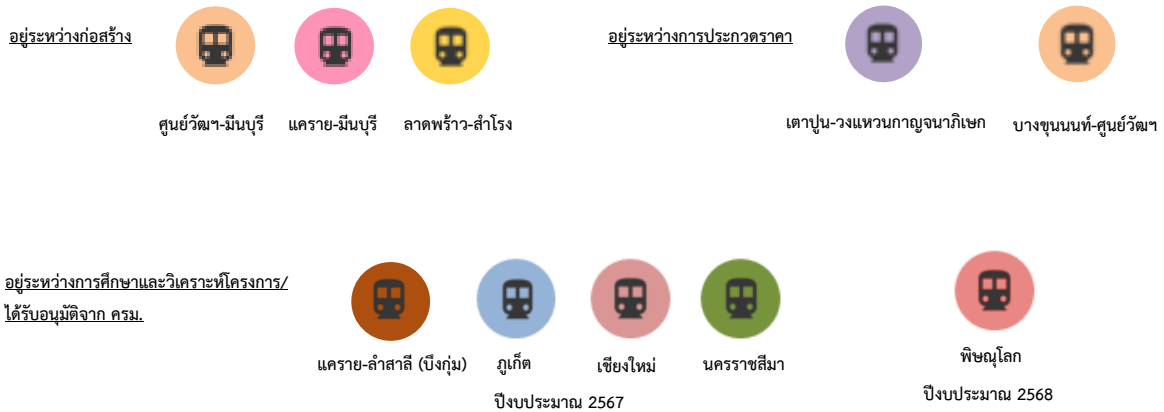 อยู่ระหว่างก่อสร้าง
อยู่ระหว่างการประกวดราคา
ศูนย์วัฒฯ-มีนบุรี
แคราย-มีนบุรี
ลาดพร้าว-สำโรง
เตาปูน-วงแหวนกาญจนาภิเษก
บางขุนนนท์-ศูนย์วัฒฯ
อยู่ระหว่างการศึกษาและวิเคราะห์โครงการ/
ได้รับอนุมัติจาก ครม.
แคราย-ลำสาลี (บึงกุ่ม)
ภูเก็ต
เชียงใหม่
นครราชสีมา
พิษณุโลก
ปีงบประมาณ 2567
ปีงบประมาณ 2568